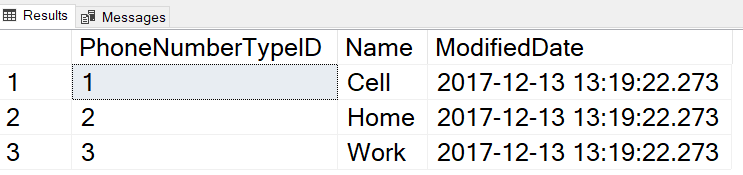 Results Messages
PhoneNumberTypeID Name ModifiedDate
1 1 Cell 2017-12-13 13:19:22.273
2 2 Home 2017-12-13 13:19:22.273
3 3 Work 2017-12-13 13:19:22.273